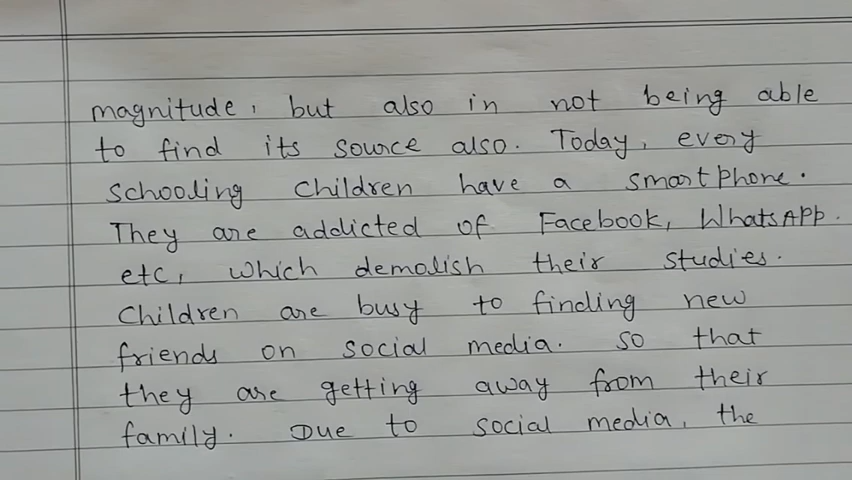 magnitude, but also in not being able
to find its source also. Today, every
schooling children have a smartphone.
They are addicted of Facebook, WhatsApp.
etc, which demolish their studies.
children are busy to finding new
friends on social media. so that
they are getting away from their
family. Due to social media, the